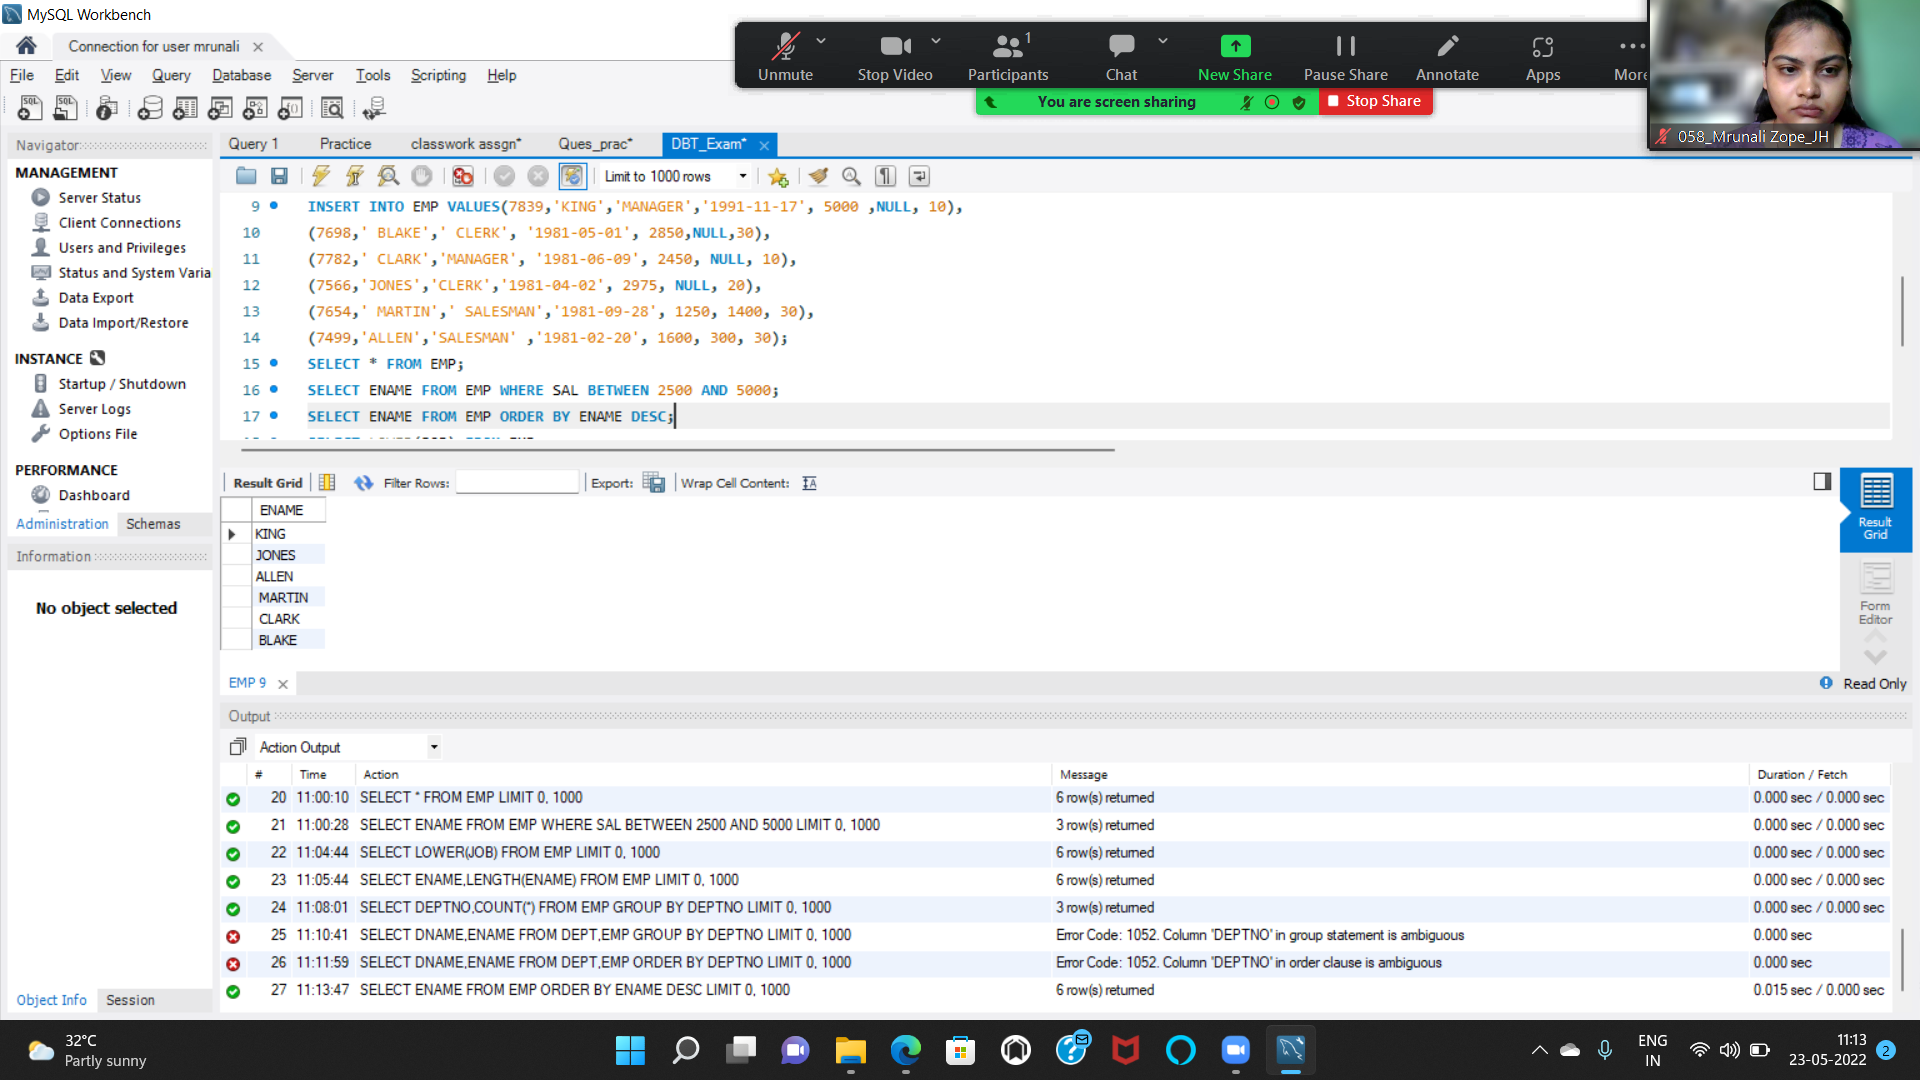 MySQL Workbench
Connection for user mrunali
File Edit View Query Database Server Tools Scripting Help
Unmute Stop Video Participants 1 Chat New Share Pause Share Annotate Apps More
You are screen sharing Stop Share
058_Mrunali Zope_JH
Navigator
MANAGEMENT
Server Status
Client Connections
Users and Privileges
Status and System Varia
Data Export
Data Import/Restore
INSTANCE
Startup / Shutdown
Server Logs
Options File
PERFORMANCE
Dashboard
Administration Schemas
Information
No object selected
Object Info Session
Query 1 Practice classwork assgn* Ques_prac* DBT_Exam*
Limit to 1000 rows
9 INSERT INTO EMP VALUES(7839,'KING','MANAGER','1991-11-17', 5000 ,NULL, 10),
10 (7698,' BLAKE',' CLERK', '1981-05-01', 2850,NULL,30),
11 (7782,' CLARK','MANAGER', '1981-06-09', 2450, NULL, 10),
12 (7566,'JONES','CLERK','1981-04-02', 2975, NULL, 20),
13 (7654,' MARTIN',' SALESMAN','1981-09-28', 1250, 1400, 30),
14 (7499,'ALLEN','SALESMAN' ,'1981-02-20', 1600, 300, 30);
15 SELECT * FROM EMP;
16 SELECT ENAME FROM EMP WHERE SAL BETWEEN 2500 AND 5000;
17 SELECT ENAME FROM EMP ORDER BY ENAME DESC;
Result Grid Filter Rows: Export: Wrap Cell Content:
ENAME
KING
JONES
ALLEN
MARTIN
CLARK
BLAKE
Result Grid
Form Editor
EMP 9
Read Only
Output
Action Output
# Time Action Message Duration / Fetch
20 11:00:10 SELECT * FROM EMP LIMIT 0, 1000 6 row(s) returned 0.000 sec / 0.000 sec
21 11:00:28 SELECT ENAME FROM EMP WHERE SAL BETWEEN 2500 AND 5000 LIMIT 0, 1000 3 row(s) returned 0.000 sec / 0.000 sec
22 11:04:44 SELECT LOWER(JOB) FROM EMP LIMIT 0, 1000 6 row(s) returned 0.000 sec / 0.000 sec
23 11:05:44 SELECT ENAME,LENGTH(ENAME) FROM EMP LIMIT 0, 1000 6 row(s) returned 0.000 sec / 0.000 sec
24 11:08:01 SELECT DEPTNO,COUNT(*) FROM EMP GROUP BY DEPTNO LIMIT 0, 1000 3 row(s) returned 0.000 sec / 0.000 sec
25 11:10:41 SELECT DNAME,ENAME FROM DEPT,EMP GROUP BY DEPTNO LIMIT 0, 1000 Error Code: 1052. Column 'DEPTNO' in group statement is ambiguous 0.000 sec
26 11:11:59 SELECT DNAME,ENAME FROM DEPT,EMP ORDER BY DEPTNO LIMIT 0, 1000 Error Code: 1052. Column 'DEPTNO' in order clause is ambiguous 0.000 sec
27 11:13:47 SELECT ENAME FROM EMP ORDER BY ENAME DESC LIMIT 0, 1000 6 row(s) returned 0.015 sec / 0.000 sec
32°C
Partly sunny
ENG
IN
11:13
23-05-2022
2